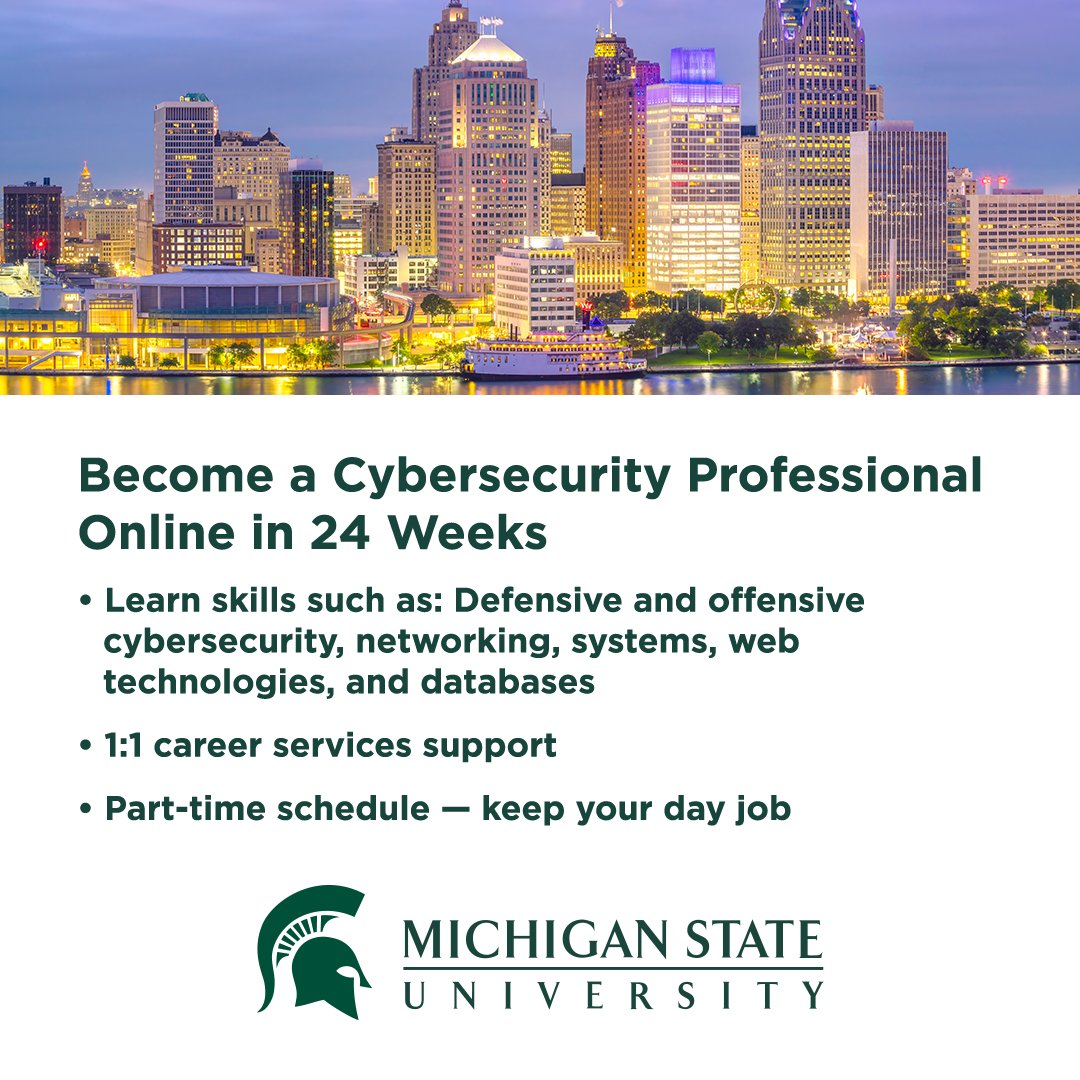 Become a Cybersecurity Professional
Online in 24 Weeks
• Learn skills such as: Defensive and offensive
cybersecurity, networking, systems, web
technologies, and databases
• 1:1 career services support
• Part-time schedule — keep your day job
MICHIGAN STATE
UNIVERSITY